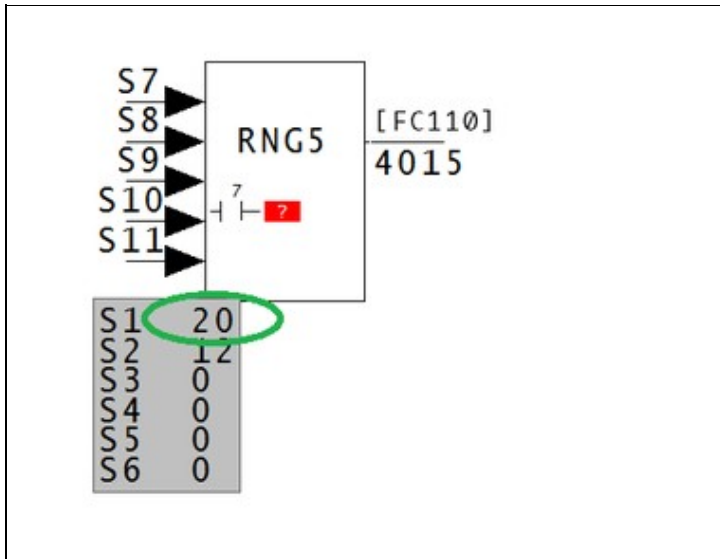 S7
S8
S9
S10
S11
RNG5
7
?
[FC110]
4015
S1 20
S2 12
S3 0
S4 0
S5 0
S6 0